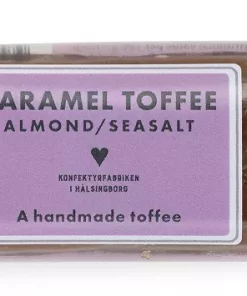 ARAMEL TOFFEE
ALMOND/SEASALT
KONFEKTYRFABRIKEN
I HÄLSINGBORG
A handmade toffee